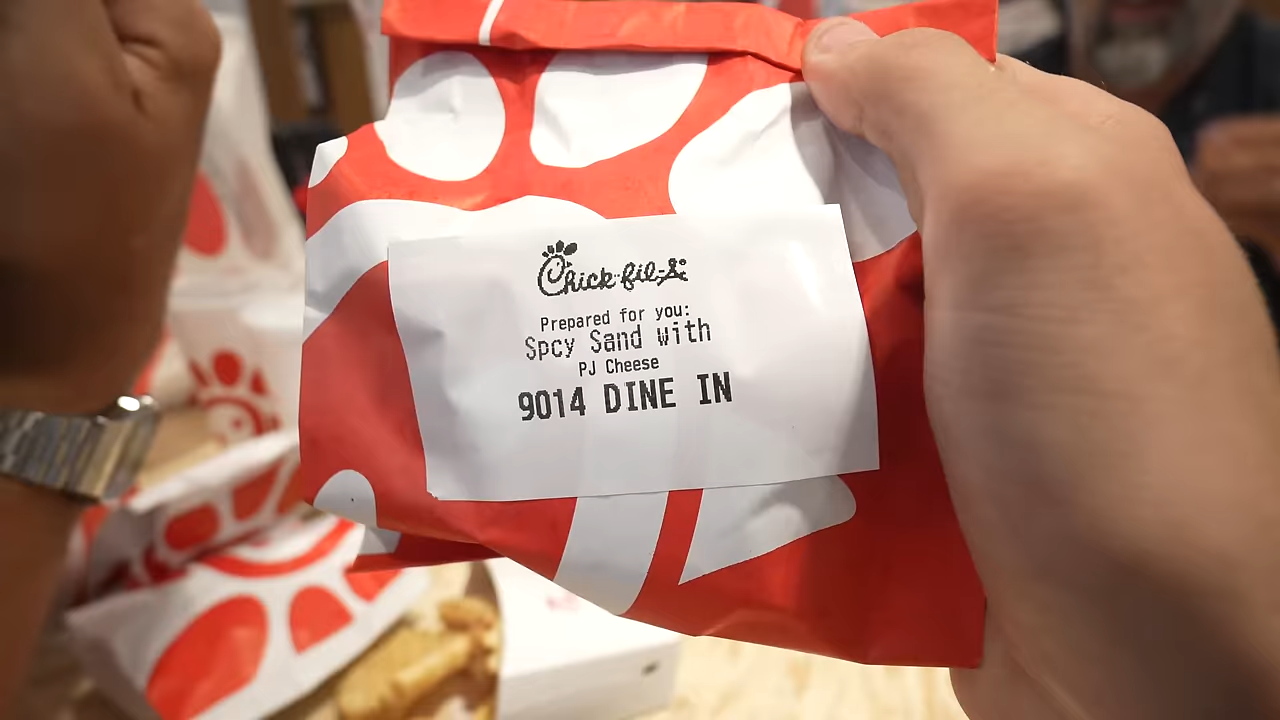 Chick-fil-A
Prepared for you:
Spcy Sand with
PJ Cheese
9014 DINE IN